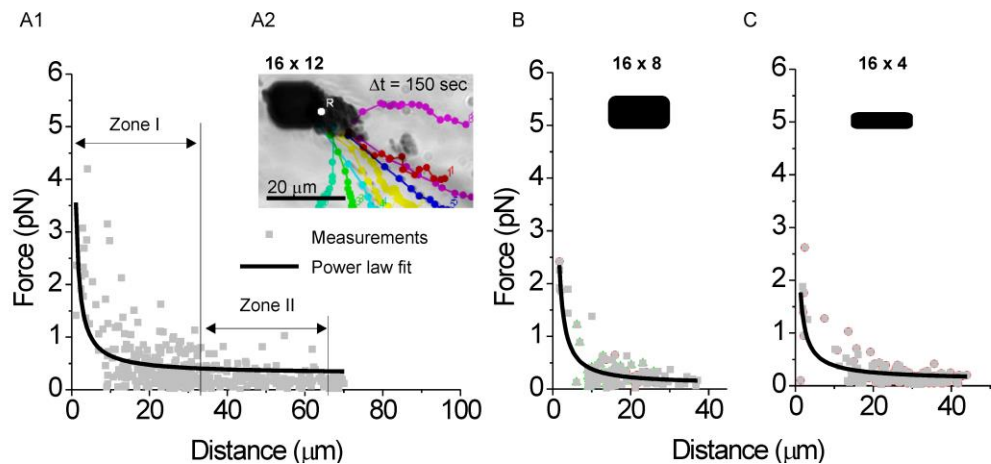 A1
A2
B
C
16 x 12
16 x 8
16 x 4
Δt = 150 sec
R
20 μm
Zone I
Zone II
Measurements
Power law fit
Force (pN)
6
5
4
3
2
1
0
0 20 40 60 80 100
Distance (μm)
Force (pN)
6
5
4
3
2
1
0
0 20 40
Distance (μm)
Force (pN)
6
5
4
3
2
1
0
0 20 40
Distance (μm)